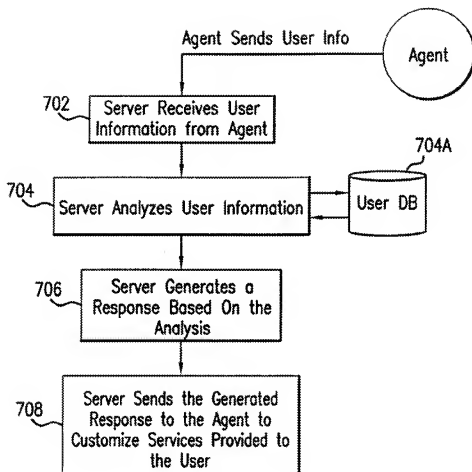 Agent Sends User Info
Agent
702
Server Receives User
Information from Agent
704A
704
Server Analyzes User Information
User DB
706
Server Generates a
Response Based On the
Analysis
708
Server Sends the Generated
Response to the Agent to
Customize Services Provided to
the User